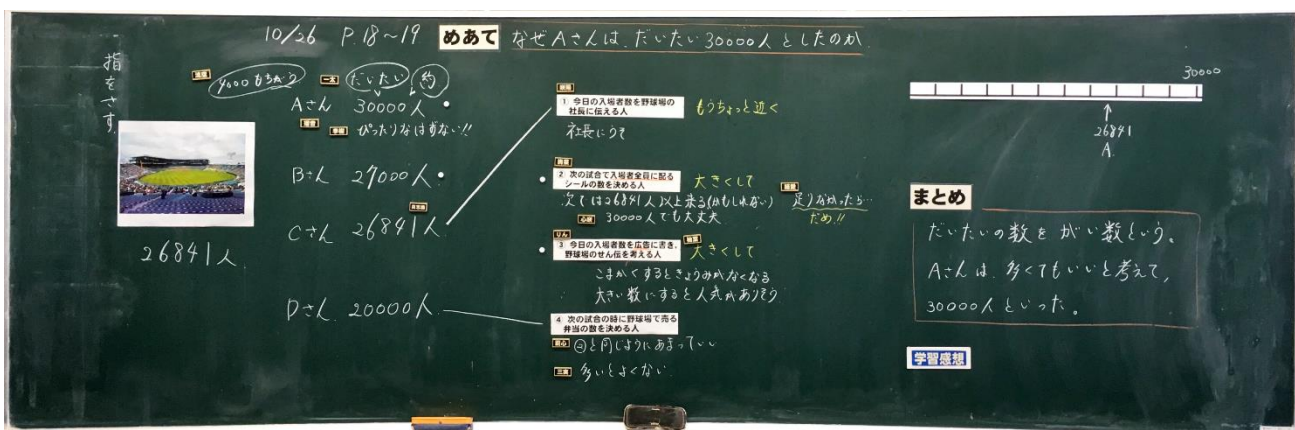 10/26 P.18～19 めあて なぜAさんは、だいたい30000人としたのか
指をさす
26841人
4000もちがう
だいたい 約
Aさん 30000人
ぴったりなはずない!!
Bさん 27000人
Cさん 26841人
Dさん 20000人
① 今日の入場者数を野球場の
社長に伝える人
もうちょっと近く
社長にうそ
2 次の試合で入場者全員に配る
シールの数を決める人
大きくして
次では26841人以上来る(かもしれない)
足りなかったら…
だめ!!
30000人でも大丈夫
3 今日の入場者数を広告に書き、
野球場のせん伝を考える人
大きくして
こまかくするときょうみがなくなる
大きい数にすると人気がありそう
4 次の試合の時に野球場で売る
弁当の数を決める人
②と同じようにあまっていい
多いとよくない
30000
26841
A
まとめ
だいたいの数をがい数という。
Aさんは、多くてもいいと考えて、
30000人といった。
学習感想